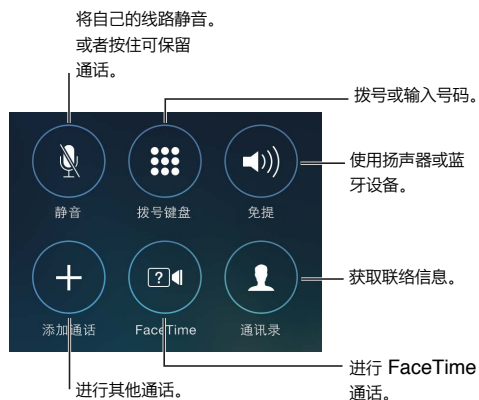 将自己的线路静音。
或者按住可保留
通话。
拨号或输入号码。
使用扬声器或蓝
牙设备。
静音
拨号键盘
免提
获取联络信息。
添加通话
FaceTime
通讯录
进行其他通话。
进行 FaceTime
通话。